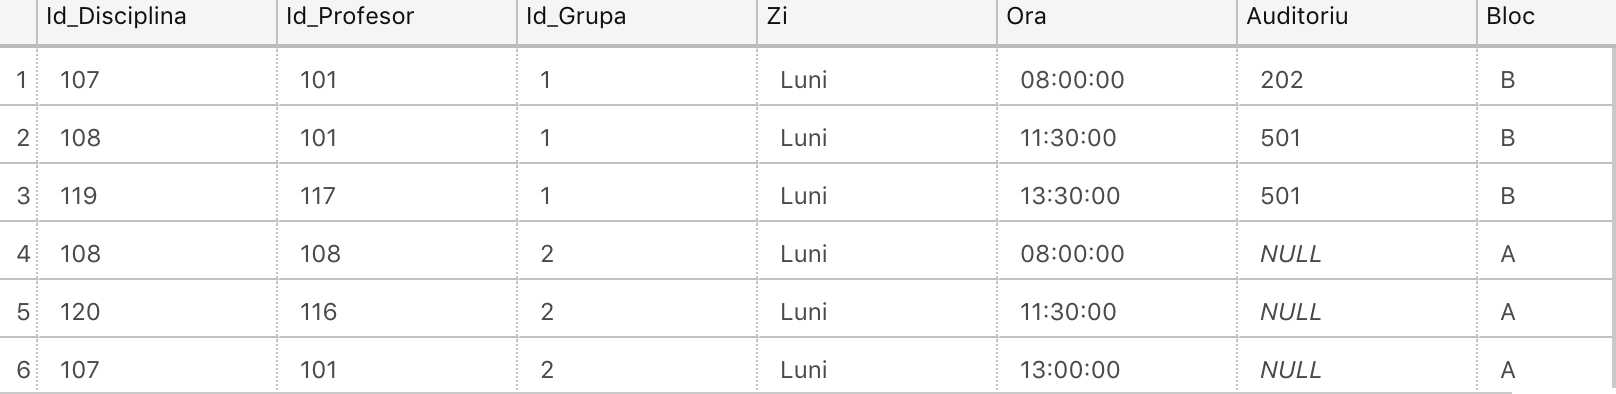 Id_Disciplina Id_Profesor Id_Grupa Zi Ora Auditoriu Bloc
1 107 101 1 Luni 08:00:00 202 B
2 108 101 1 Luni 11:30:00 501 B
3 119 117 1 Luni 13:30:00 501 B
4 108 108 2 Luni 08:00:00 NULL A
5 120 116 2 Luni 11:30:00 NULL A
6 107 101 2 Luni 13:00:00 NULL A